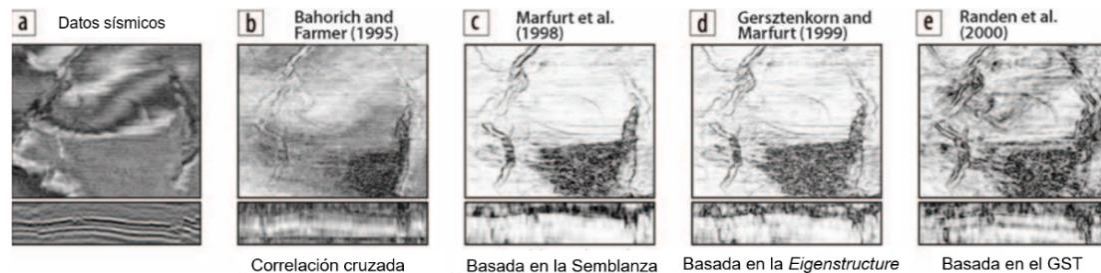 a
Datos sísmicos
b
Bahorich and
Farmer (1995)
c
Marfurt et al.
(1998)
d
Gersztenkorn and
Marfurt (1999)
e
Randen et al.
(2000)
Correlación cruzada
Basada en la Semblanza
Basada en la Eigenstructure
Basada en el GST